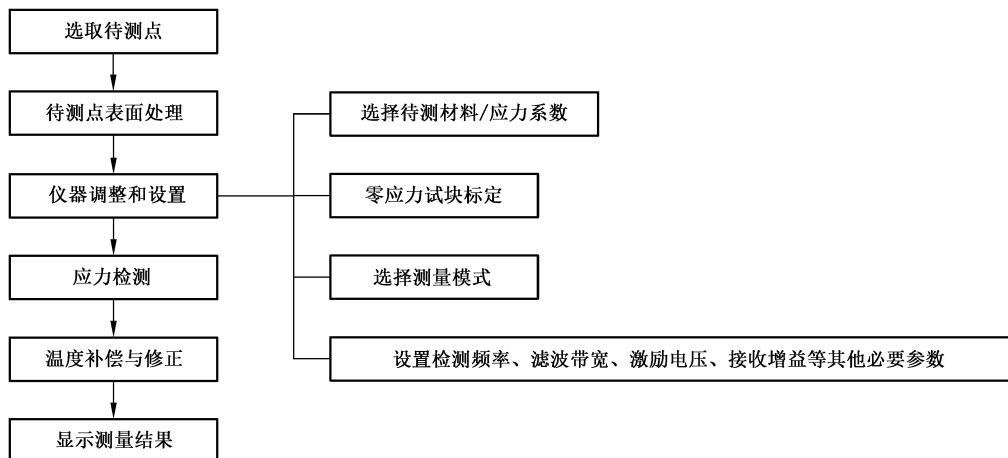 选取待测点
待测点表面处理
选择待测材料/应力系数
仪器调整和设置
零应力试块标定
应力检测
选择测量模式
温度补偿与修正
设置检测频率、滤波带宽、激励电压、接收增益等其他必要参数
显示测量结果